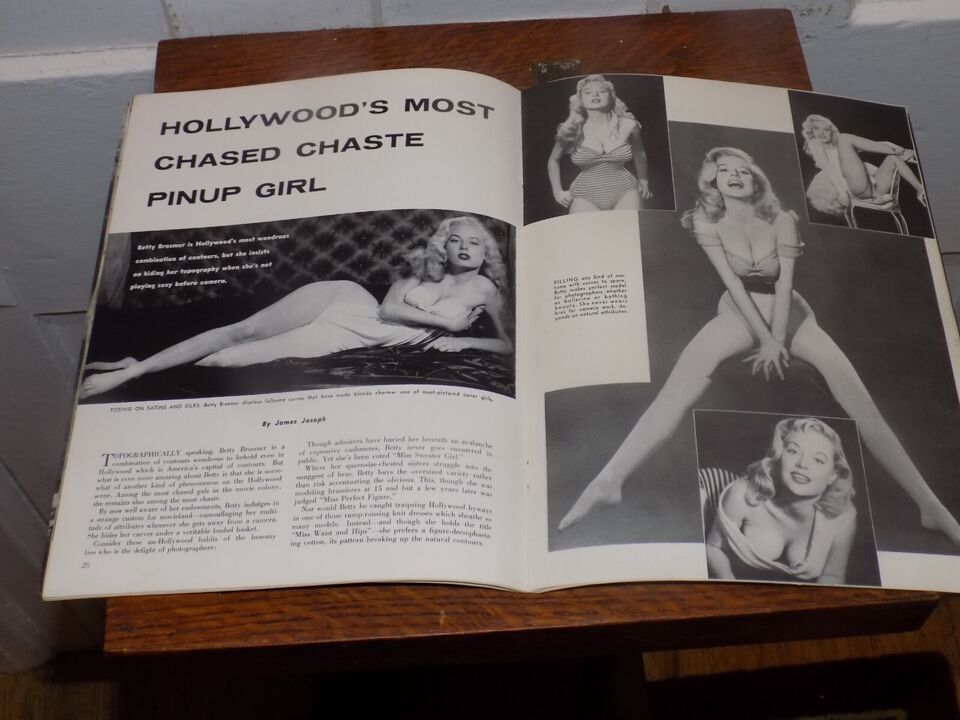 HOLLYWOOD'S MOST
CHASED CHASTE
PINUP GIRL
Betty Brosmer is Hollywood's most wondrous
combination of contours, but she insists
on hiding her topography when she's not
playing sexy before camera.
POSING ON SATINS AND SILKS, Betty Brosmer displays fullsome curves that have made blonde charmer one of most-pictured cover girls.
By James Joseph
TOPOGRAPHICALLY speaking, Betty Brosmer is a
combination of contours wondrous to behold even in
Hollywood which is America's capital of contours. But
what is even more amazing about Betty is that she is some-
what of another kind of phenomenon on the Hollywood
scene. Among the most chased gals in the movie colony,
she remains also among the most chaste.
By now well aware of her endowments, Betty indulges in
a strange custom for movieland—camouflaging her multi-
tude of attributes whenever she gets away from a camera.
She hides her curves under a veritable bushel basket.
Consider these un-Hollywood habits of the bosomy
lass who is the delight of photographers:
Though admirers have buried her beneath an avalanche
of expensive cashmeres, Betty never goes sweatered in
public. Yet she's been voted "Miss Sweater Girl."
Where her queensize-chested sisters struggle into the
snuggest of bras, Betty buys the oversized variety rather
than risk accentuating the obvious. This, though she was
modeling brassieres at 15 and but a few years later was
judged "Miss Perfect Figure."
Nor would Betty be caught traipsing Hollywood byways
in one of those rump-rousing knit dresses which sheathe so
many models. Instead—and though she holds the title
"Miss Waist and Hips"—she prefers a figure-deemphasiz-
ing cotton, its pattern breaking up the natural contours.
FILLING any kind of cos-
tume with curves to spare,
Betty makes perfect model
for photographers whether
as ballerina or bathing
beauty. She never wears
bras for camera work, de-
pends on natural attributes.